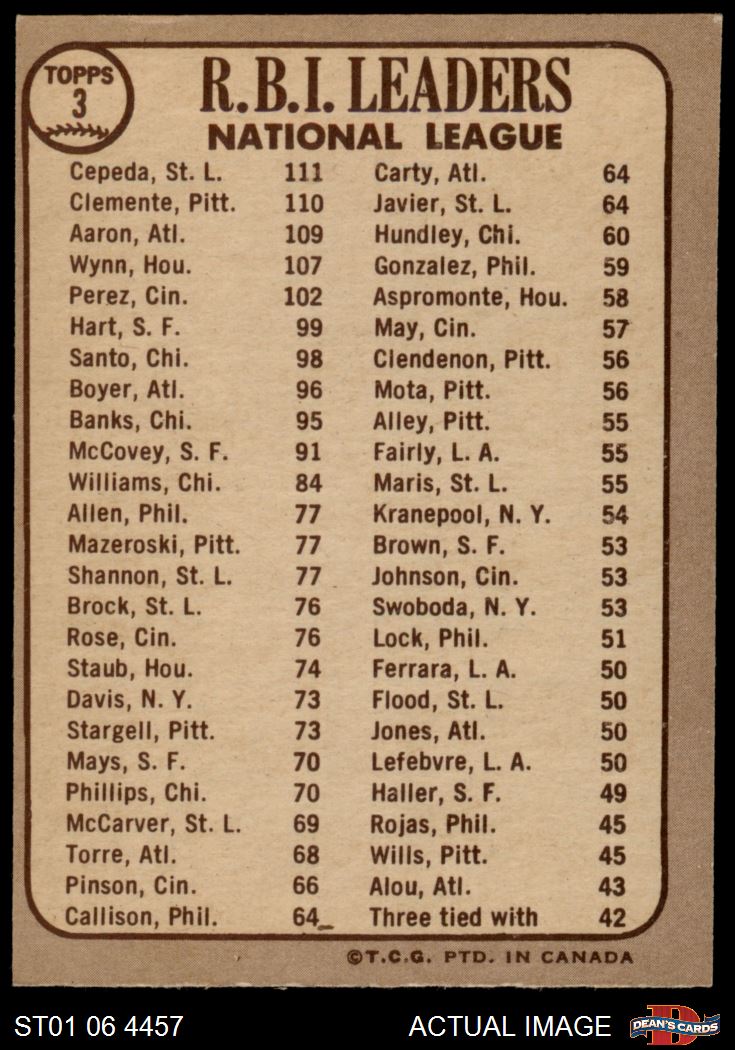 TOPPS
3
R.B.I. LEADERS
NATIONAL LEAGUE
Cepeda, St. L. 111
Clemente, Pitt. 110
Aaron, Atl. 109
Wynn, Hou. 107
Perez, Cin. 102
Hart, S. F. 99
Santo, Chi. 98
Boyer, Atl. 96
Banks, Chi. 95
McCovey, S. F. 91
Williams, Chi. 84
Allen, Phil. 77
Mazeroski, Pitt. 77
Shannon, St. L. 77
Brock, St. L. 76
Rose, Cin. 76
Staub, Hou. 74
Davis, N. Y. 73
Stargell, Pitt. 73
Mays, S. F. 70
Phillips, Chi. 70
McCarver, St. L. 69
Torre, Atl. 68
Pinson, Cin. 66
Callison, Phil. 64
Carty, Atl. 64
Javier, St. L. 64
Hundley, Chi. 60
Gonzalez, Phil. 59
Aspromonte, Hou. 58
May, Cin. 57
Clendenon, Pitt. 56
Mota, Pitt. 56
Alley, Pitt. 55
Fairly, L. A. 55
Maris, St. L. 55
Kranepool, N. Y. 54
Brown, S. F. 53
Johnson, Cin. 53
Swoboda, N. Y. 53
Lock, Phil. 51
Ferrara, L. A. 50
Flood, St. L. 50
Jones, Atl. 50
Lefebvre, L. A. 50
Haller, S. F. 49
Rojas, Phil. 45
Wills, Pitt. 45
Alou, Atl. 43
Three tied with 42
©T.C.G. PTD. IN CANADA
ST01 06 4457
ACTUAL IMAGE
D
DEAN'S CARDS